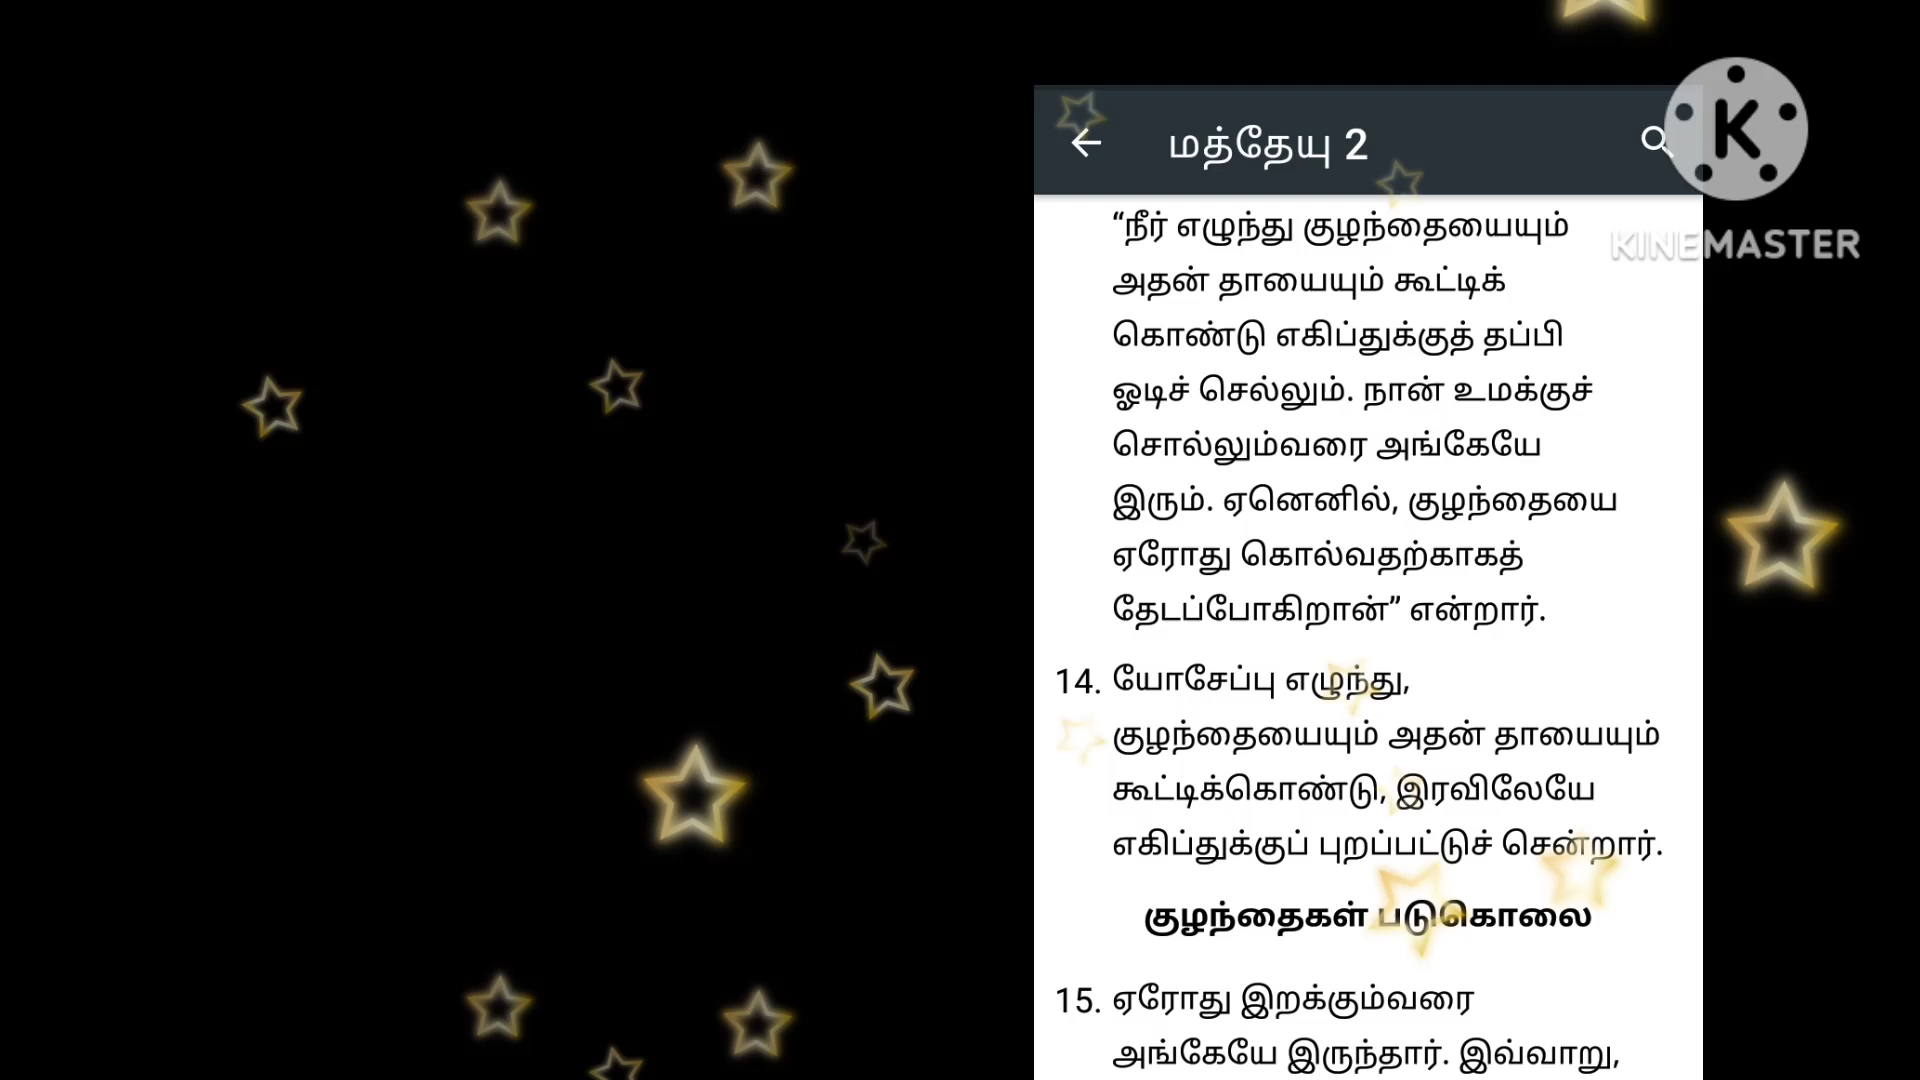 மத்தேயு 2
K
KINEMASTER
“நீர் எழுந்து குழந்தையையும்
அதன் தாயையும் கூட்டிக்
கொண்டு எகிப்துக்குத் தப்பி
ஓடிச் செல்லும். நான் உமக்குச்
சொல்லும்வரை அங்கேயே
இரும். ஏனெனில், குழந்தையை
ஏரோது கொல்வதற்காகத்
தேடப்போகிறான்” என்றார்.
14. யோசேப்பு எழுந்து,
குழந்தையையும் அதன் தாயையும்
கூட்டிக்கொண்டு, இரவிலேயே
எகிப்துக்குப் புறப்பட்டுச் சென்றார்.
குழந்தைகள் படுகொலை
15. ஏரோது இறக்கும்வரை
அங்கேயே இருந்தார். இவ்வாறு,